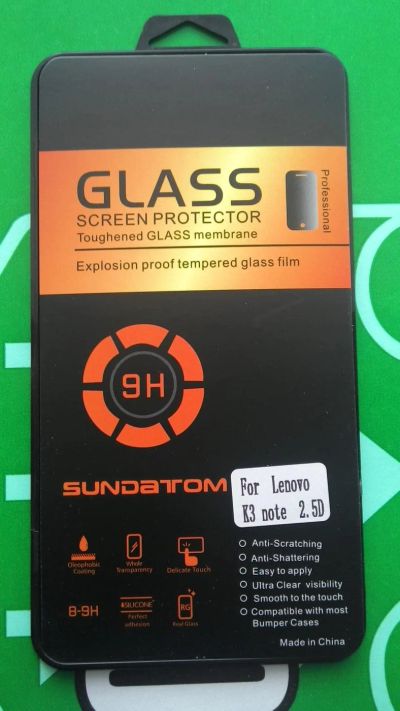 GLASS
SCREEN PROTECTOR
Toughened GLASS membrane
Professional
Explosion proof tempered glass film
9H
SUNDATOM
For Lenovo
K3 note 2.5D
Oleophobic
Coating
Whole
Transparency
Delicate Touch
8-9H
SILICONE
Perfect
adhesion
RG
Real Glass
Anti-Scratching
Anti-Shattering
Easy to apply
Ultra Clear visibility
Smooth to the touch
Compatible with most
Bumper Cases
Made in China